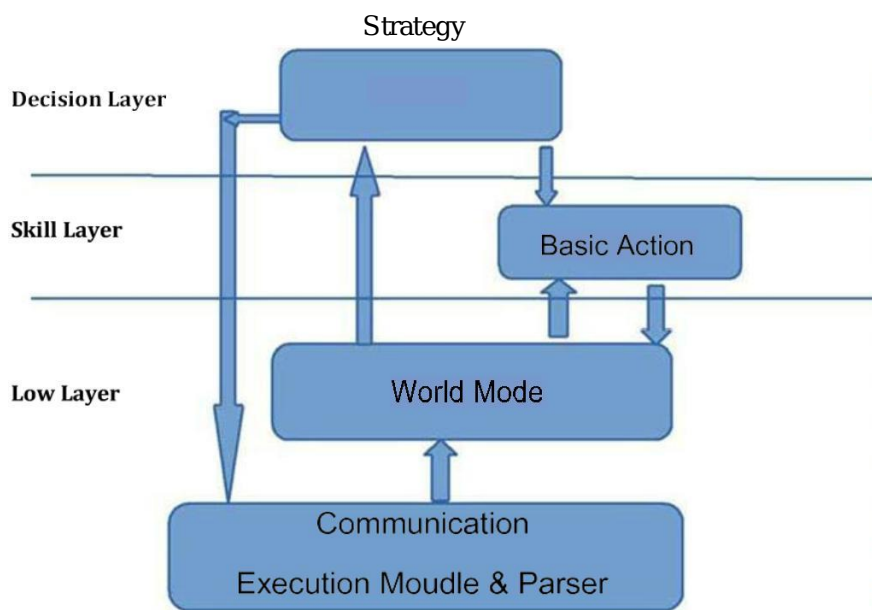 Strategy
Decision Layer
Skill Layer
Basic Action
Low Layer
World Mode
Communication
Execution Moudle & Parser